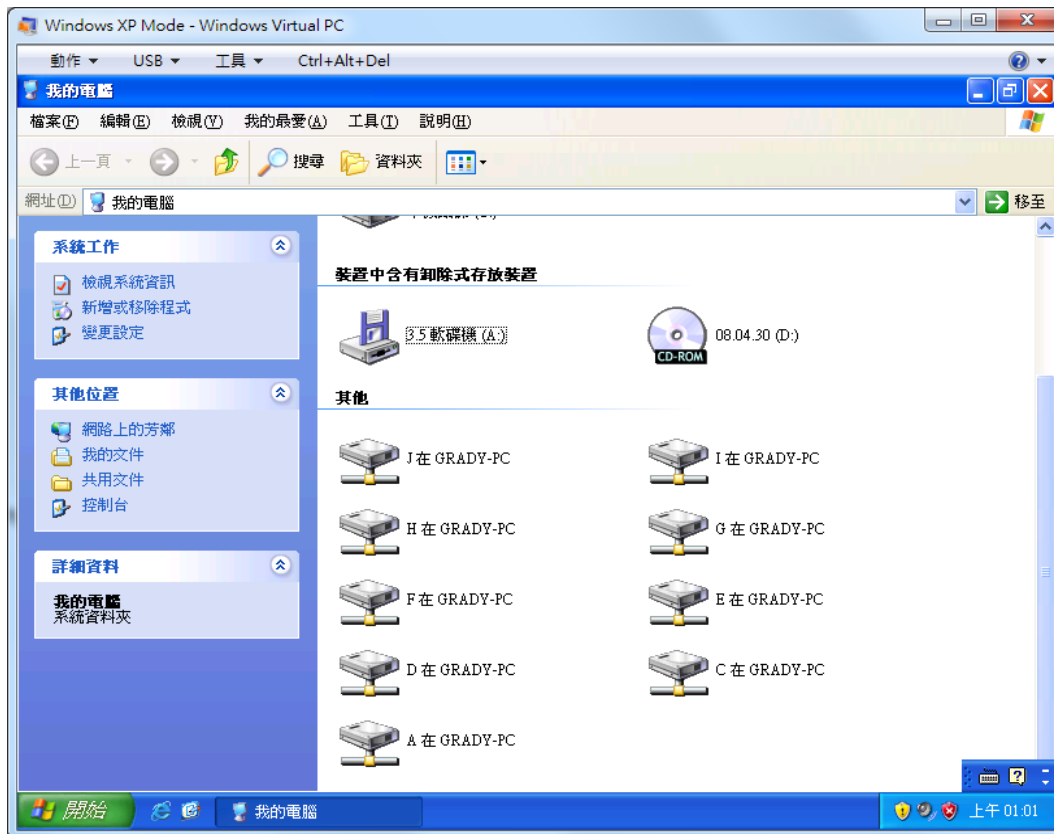 Windows XP Mode - Windows Virtual PC
動作 USB 工具 Ctrl+Alt+Del
我的電腦
檔案(F) 編輯(E) 檢視(V) 我的最愛(A) 工具(T) 說明(H)
上一頁 搜尋 資料夾
網址(D) 我的電腦 移至
系統工作
檢視系統資訊
新增或移除程式
變更設定
其他位置
網路上的芳鄰
我的文件
共用文件
控制台
詳細資料
我的電腦
系統資料夾
裝置中含有卸除式存放裝置
3.5 軟碟機 (A:) 08.04.30 (D:)
CD-ROM
其他
J 在 GRADY-PC I 在 GRADY-PC
H 在 GRADY-PC G 在 GRADY-PC
F 在 GRADY-PC E 在 GRADY-PC
D 在 GRADY-PC C 在 GRADY-PC
A 在 GRADY-PC
開始 我的電腦 上午 01:01